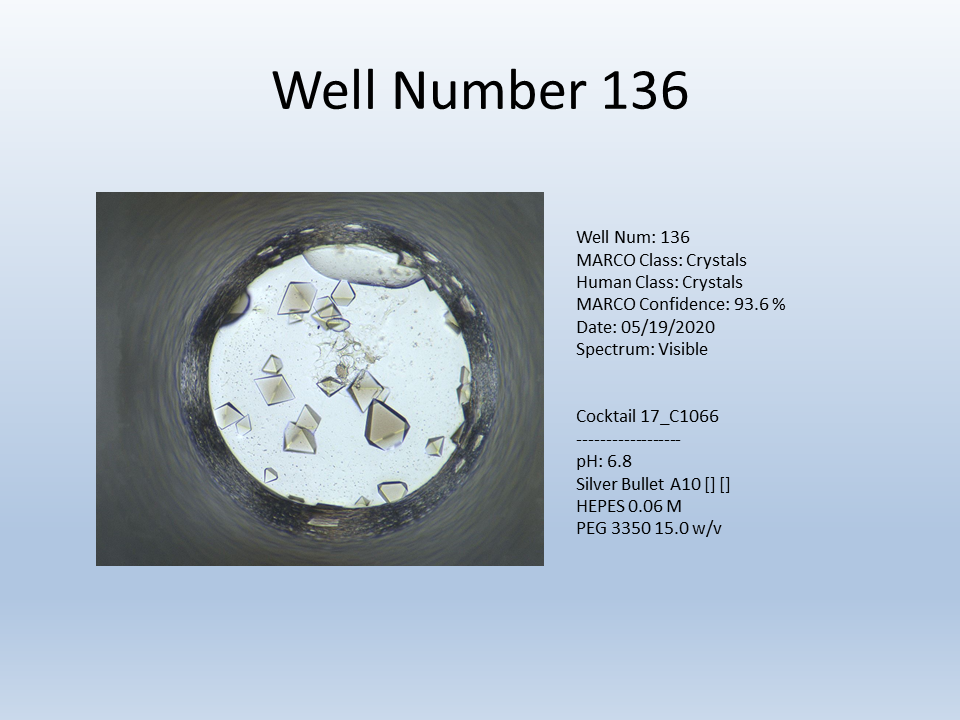 Well Number 136
Well Num: 136
MARCO Class: Crystals
Human Class: Crystals
MARCO Confidence: 93.6 %
Date: 05/19/2020
Spectrum: Visible
Cocktail 17_C1066
------------------
pH: 6.8
Silver Bullet A10 [] []
HEPES 0.06 M
PEG 3350 15.0 w/v